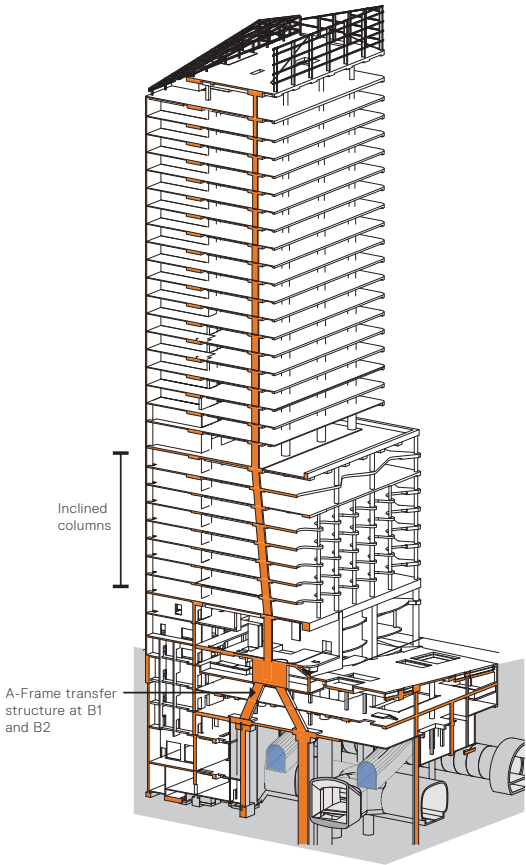 Inclined
columns
A-Frame transfer
structure at B1
and B2